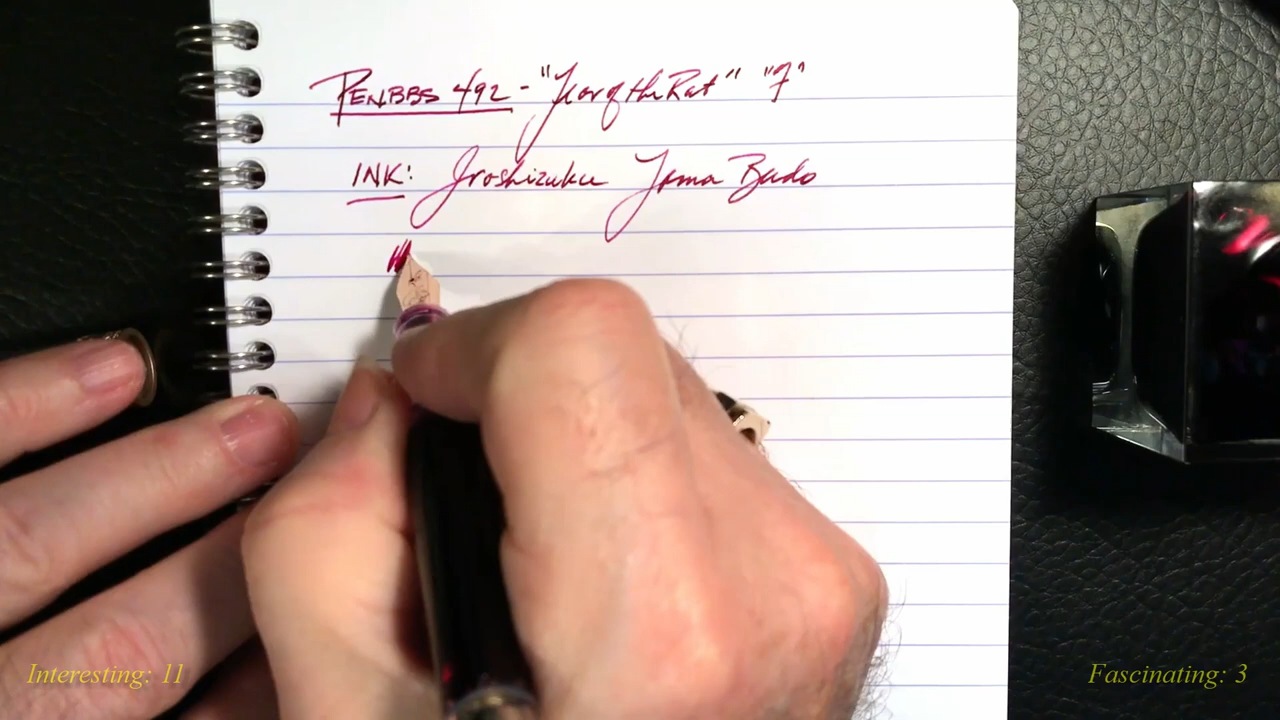 PENBBS 492 - "Year of the Rat" "F"
INK: Iroshizuku Yama Budo
Interesting: 11
Fascinating: 3